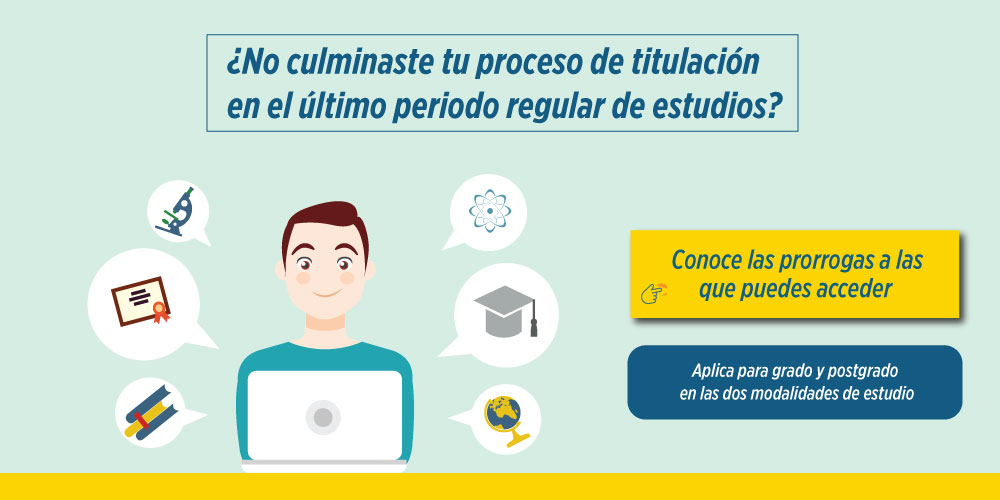 ¿No culminaste tu proceso de titulación
en el último periodo regular de estudios?
Conoce las prorrogas a las
que puedes acceder
Aplica para grado y postgrado
en las dos modalidades de estudio